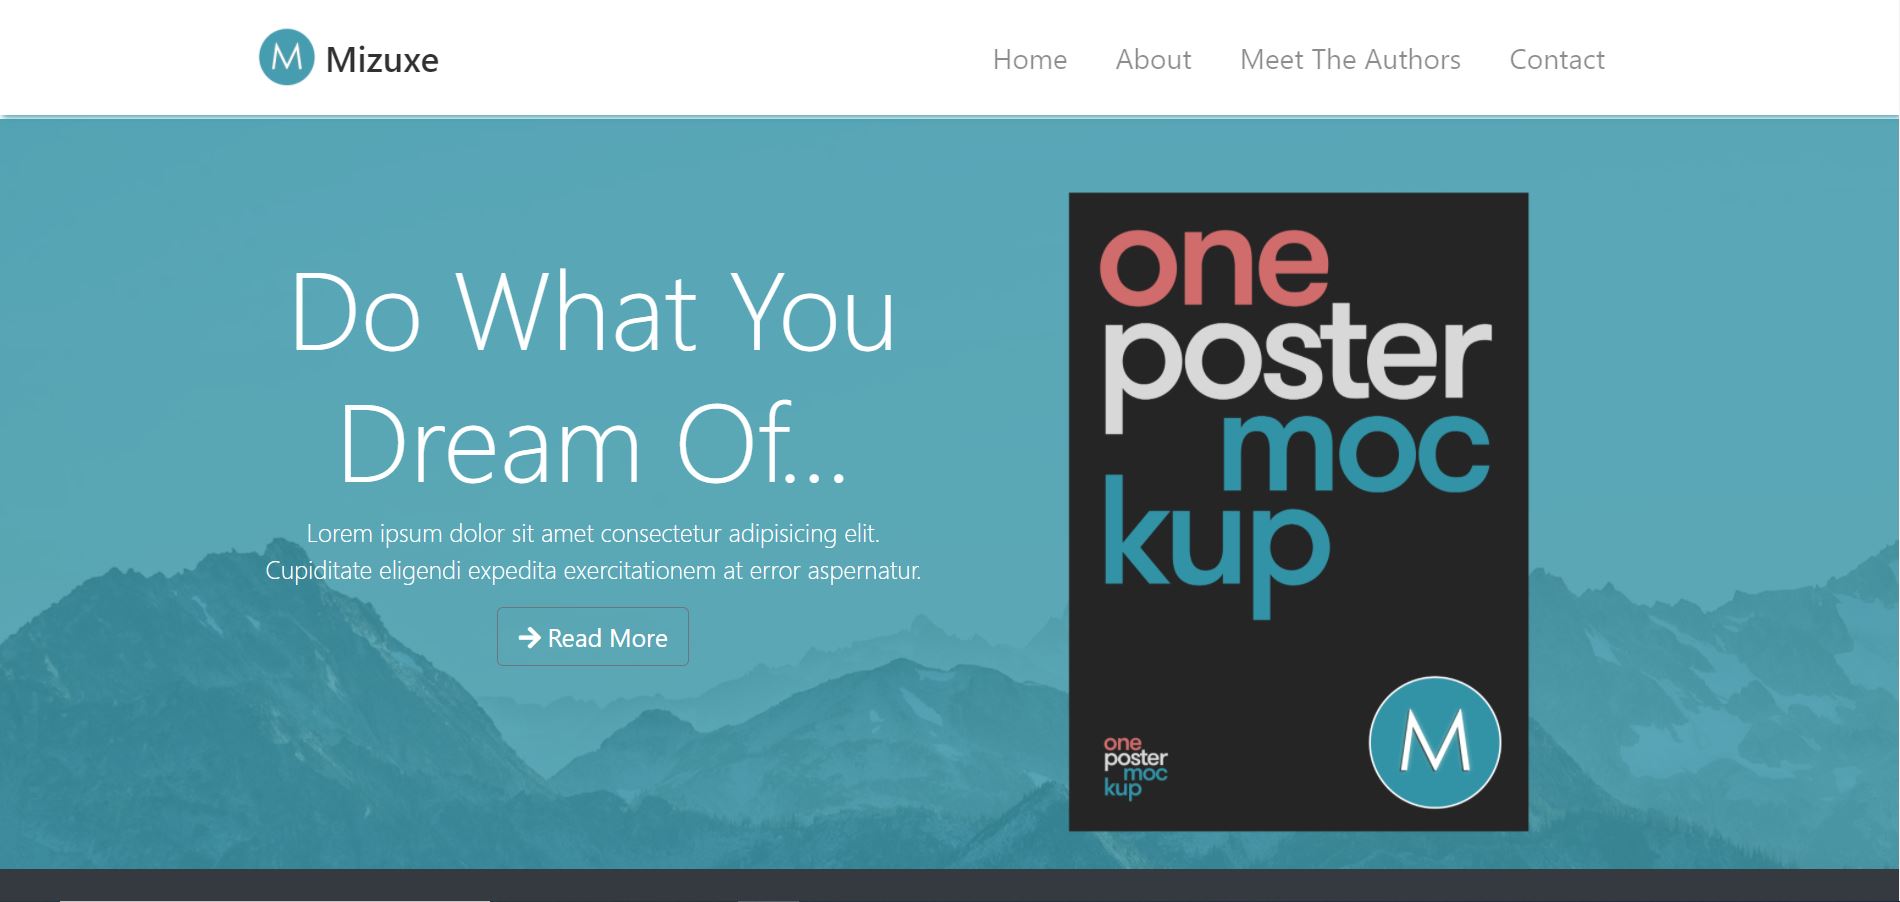 M Mizuxe
Home About Meet The Authors Contact
Do What You
Dream Of...
Lorem ipsum dolor sit amet consectetur adipisicing elit.
Cupiditate eligendi expedita exercitationem at error aspernatur.
Read More
one
poster
moc
kup
one
poster
moc
kup
M